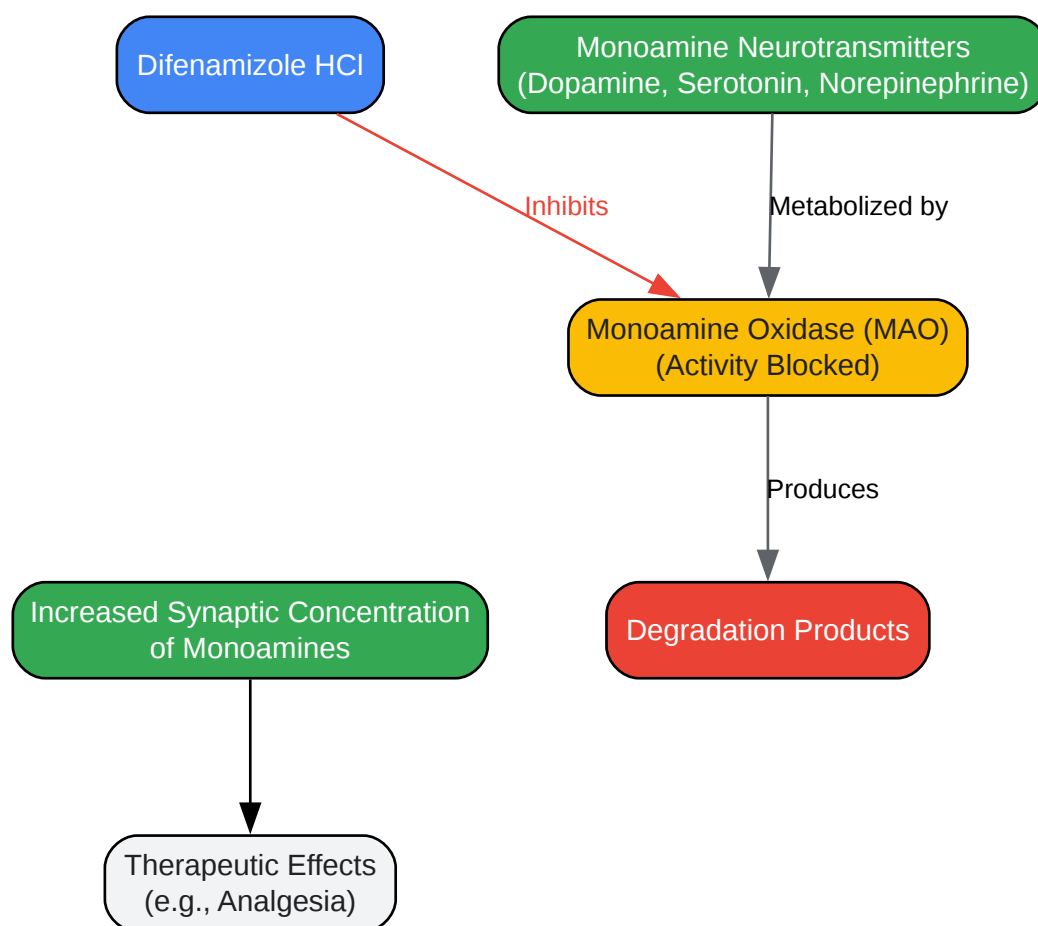 Difenamizole HCl
Monoamine Neurotransmitters
(Dopamine, Serotonin, Norepinephrine)
Inhibits
Metabolized by
Monoamine Oxidase (MAO)
(Activity Blocked)
Produces
Increased Synaptic Concentration
of Monoamines
Degradation Products
Therapeutic Effects
(e.g., Analgesia)